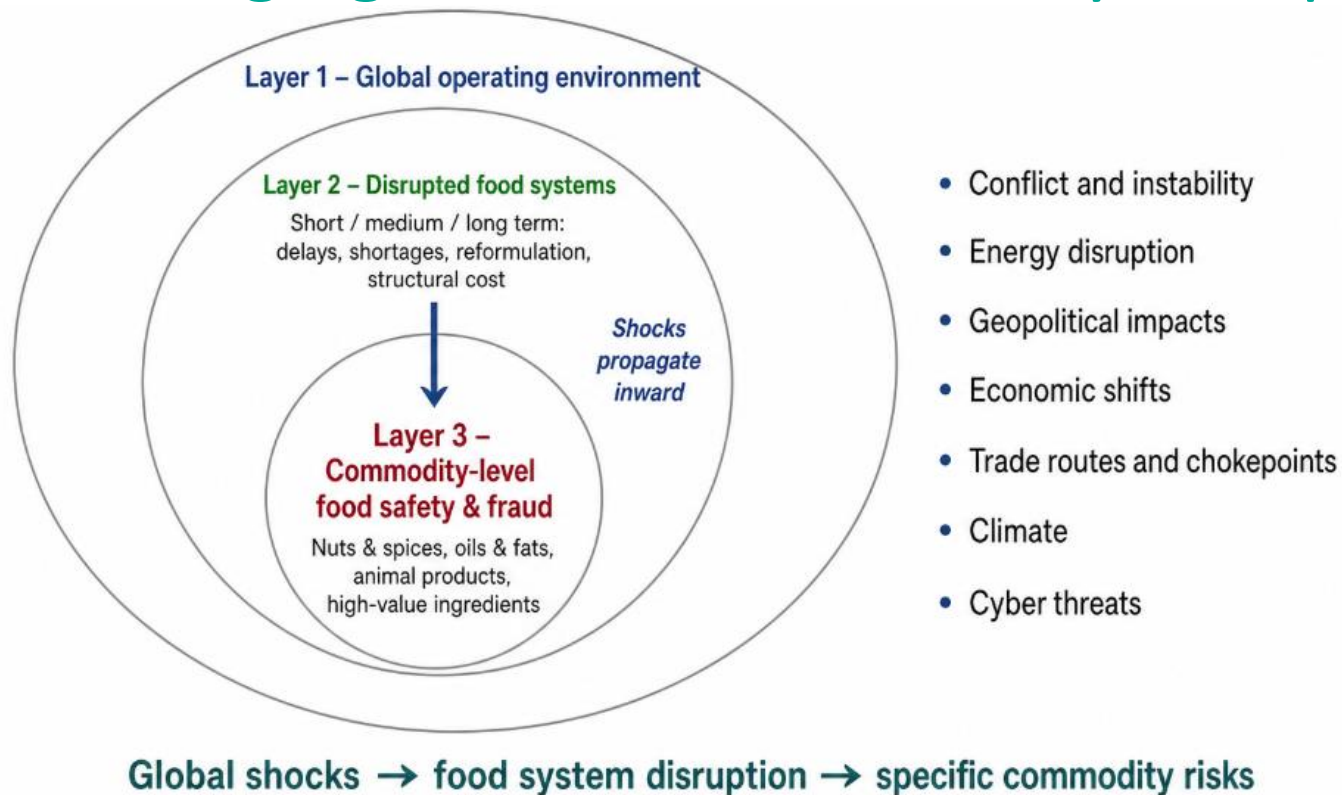 Layer 1 – Global operating environment
Layer 2 – Disrupted food systems
Short / medium / long term:
delays, shortages, reformulation,
structural cost
Shocks
propagate
inward
Layer 3 –
Commodity-level
food safety & fraud
Nuts & spices, oils & fats,
animal products,
high-value ingredients
• Conflict and instability
• Energy disruption
• Geopolitical impacts
• Economic shifts
• Trade routes and chokepoints
• Climate
• Cyber threats
Global shocks → food system disruption → specific commodity risks